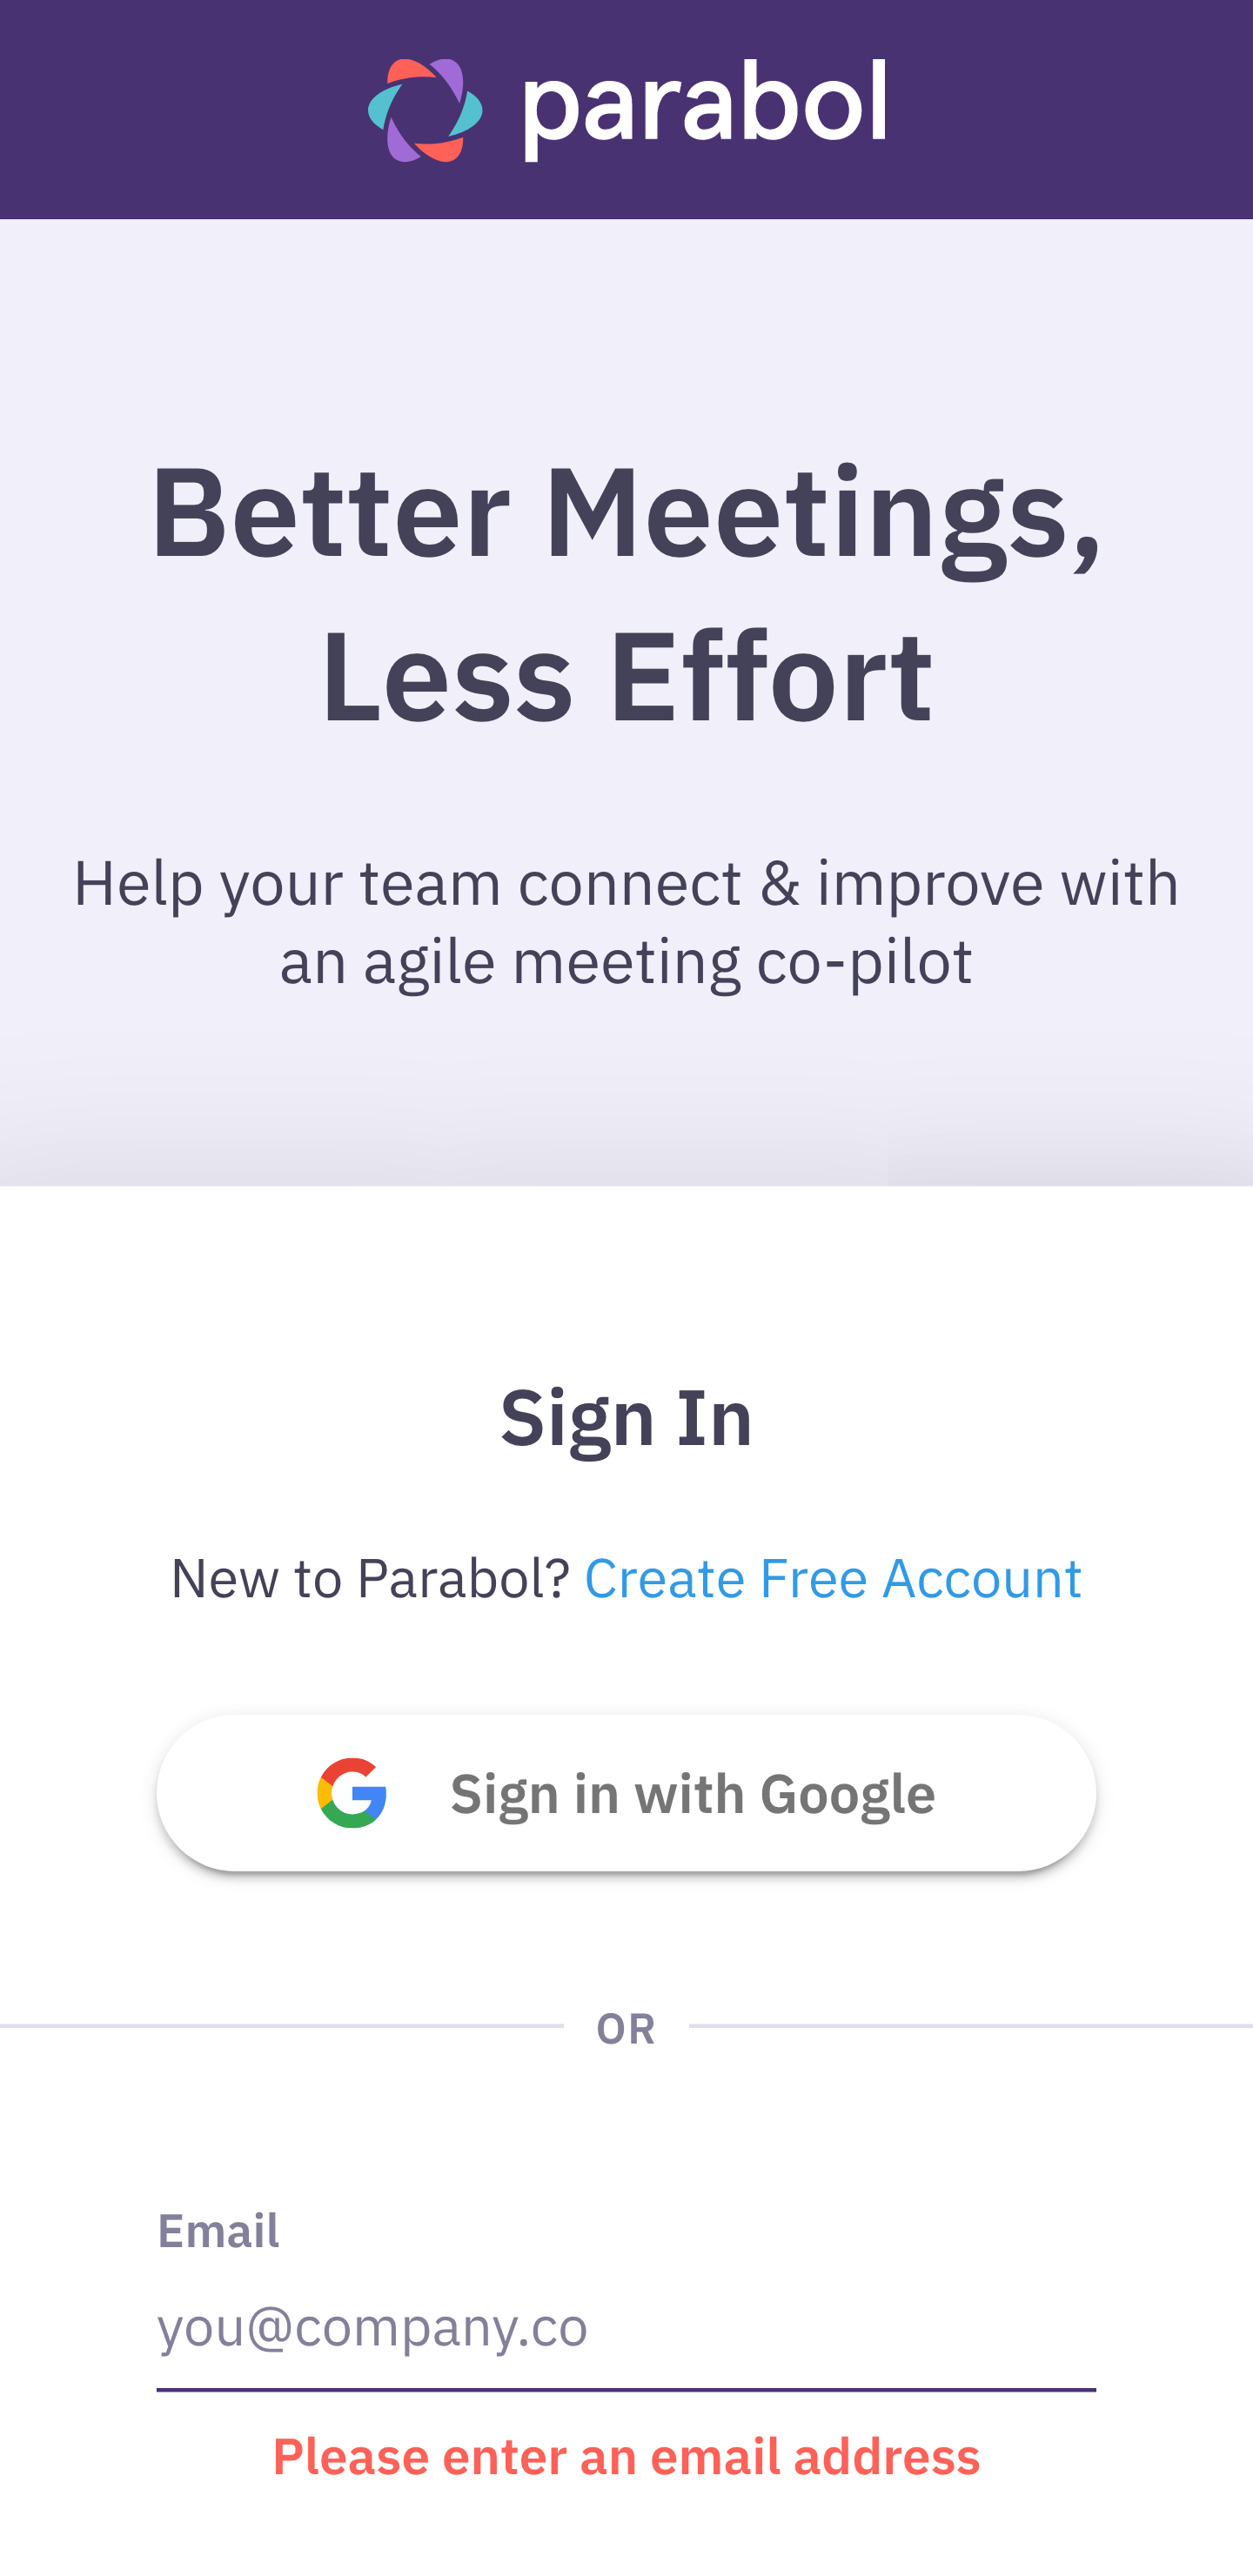 parabol
Better Meetings,
Less Effort
Help your team connect & improve with
an agile meeting co-pilot
Sign In
New to Parabol? Create Free Account
Sign in with Google
OR
Email
you@company.co
Please enter an email address